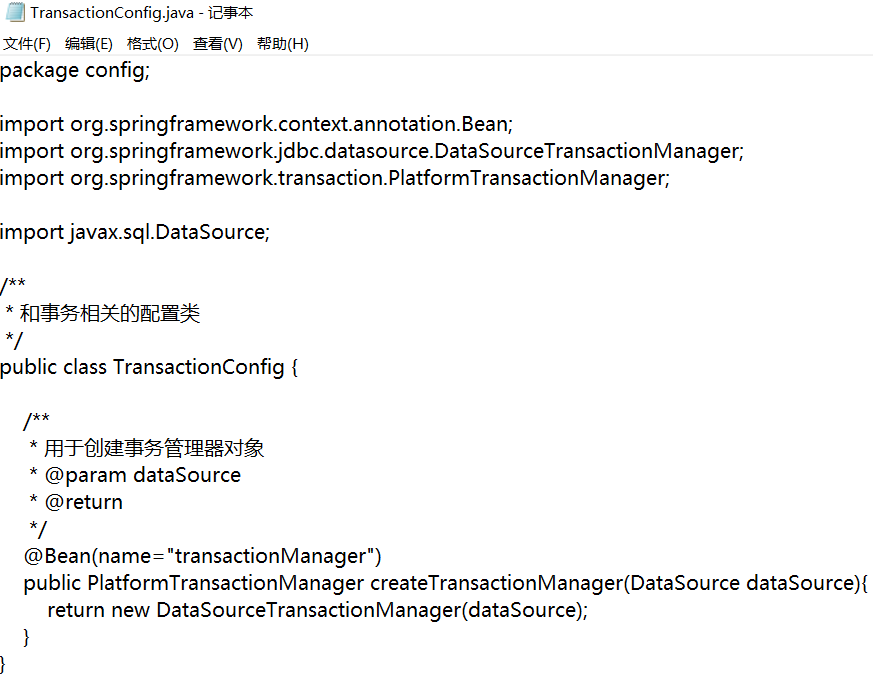 TransactionConfig.java - 记事本
文件(F) 编辑(E) 格式(O) 查看(V) 帮助(H)
package config;

import org.springframework.context.annotation.Bean;
import org.springframework.jdbc.datasource.DataSourceTransactionManager;
import org.springframework.transaction.PlatformTransactionManager;

import javax.sql.DataSource;

/**
 * 和事务相关的配置类
 */
public class TransactionConfig {

    /**
     * 用于创建事务管理器对象
     * @param dataSource
     * @return
     */
    @Bean(name="transactionManager")
    public PlatformTransactionManager createTransactionManager(DataSource dataSource){
        return new DataSourceTransactionManager(dataSource);
    }
}